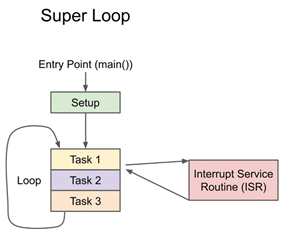 Super Loop
Entry Point (main())
Setup
Task 1
Loop
Task 2
Task 3
Interrupt Service
Routine (ISR)